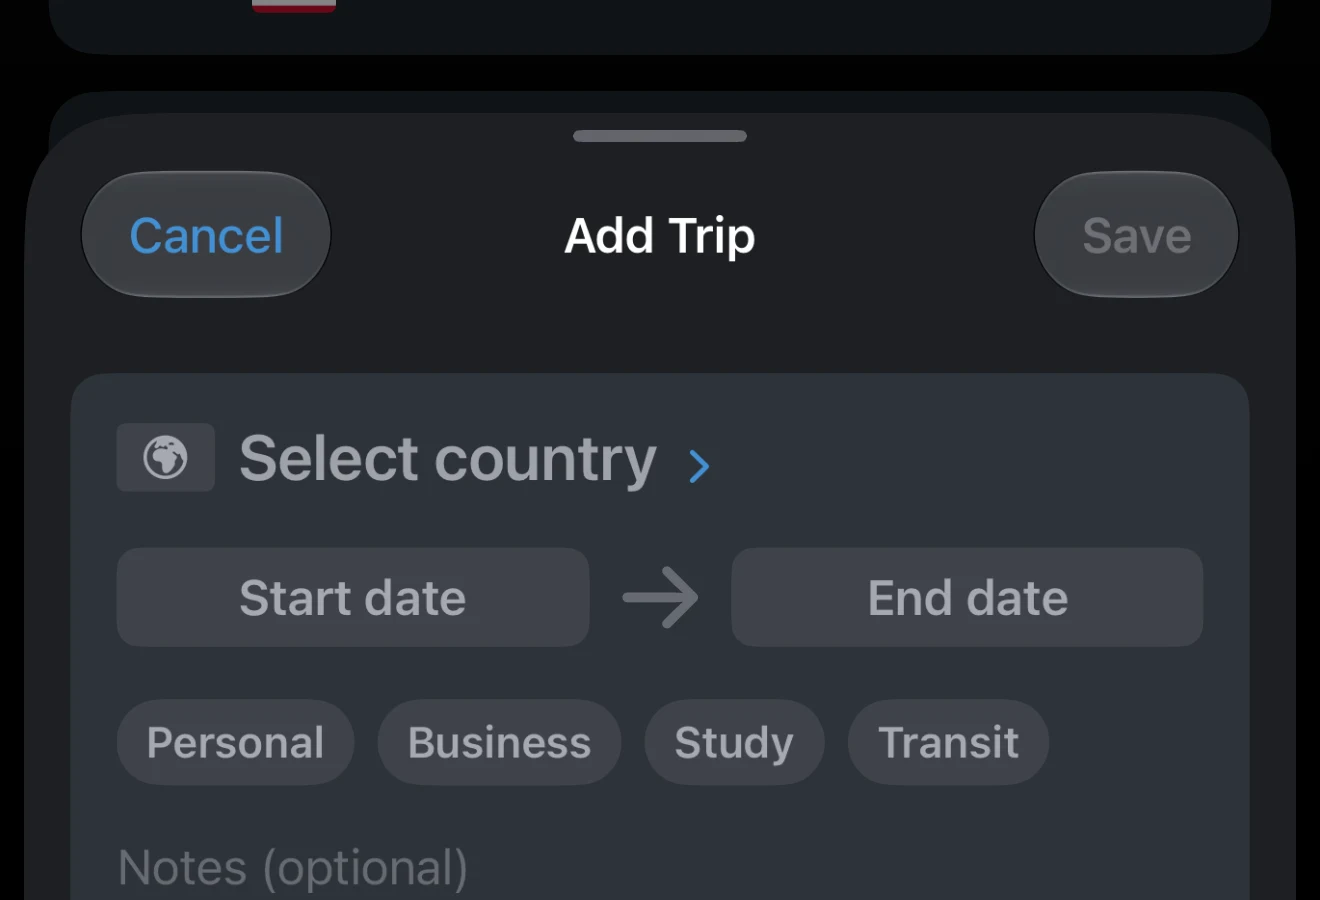 Cancel
Add Trip
Save
Select country
Start date
End date
Personal
Business
Study
Transit
Notes (optional)